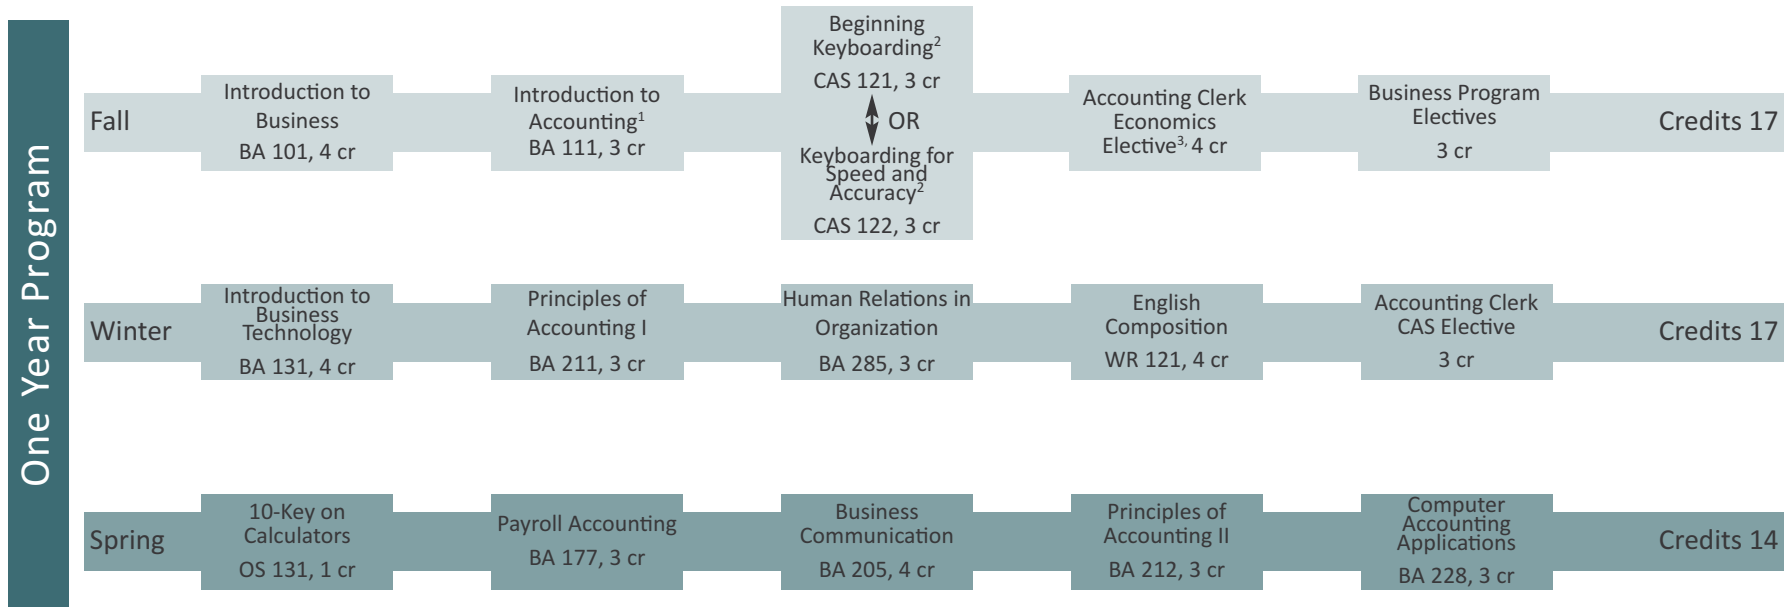 One Year Program
Fall
Introduction to
Business
BA 101, 4 cr
Introduction to
Accounting¹
BA 111, 3 cr
Beginning
Keyboarding²
CAS 121, 3 cr
OR
Keyboarding for
Speed and
Accuracy²
CAS 122, 3 cr
Accounting Clerk
Economics
Elective³, 4 cr
Business Program
Electives
3 cr
Credits 17
Winter
Introduction to
Business
Technology
BA 131, 4 cr
Principles of
Accounting I
BA 211, 3 cr
Human Relations in
Organization
BA 285, 3 cr
English
Composition
WR 121, 4 cr
Accounting Clerk
CAS Elective
3 cr
Credits 17
Spring
10-Key on
Calculators
OS 131, 1 cr
Payroll Accounting
BA 177, 3 cr
Business
Communication
BA 205, 4 cr
Principles of
Accounting II
BA 212, 3 cr
Computer
Accounting
Applications
BA 228, 3 cr
Credits 14